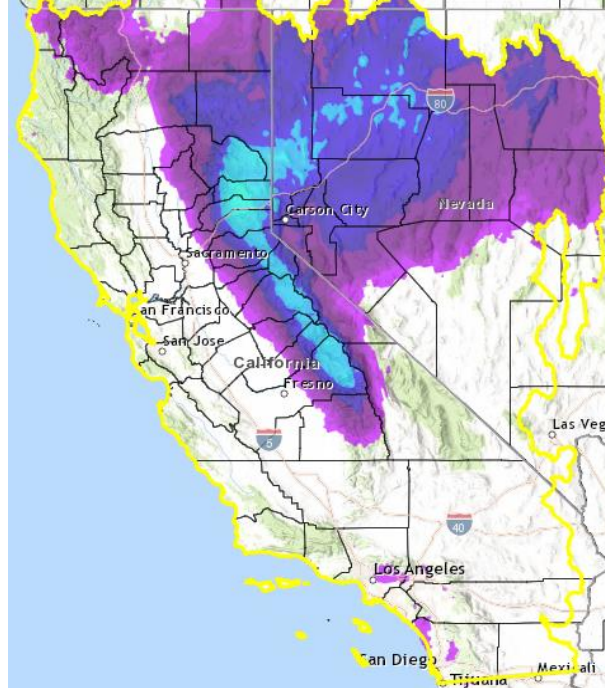 80
Carson City
Nevada
Sacramento
an Francisco
San Jose
California
Fresno
5
Las Veg
40
Los Angeles
San Diego
Tijuana
Mexicali